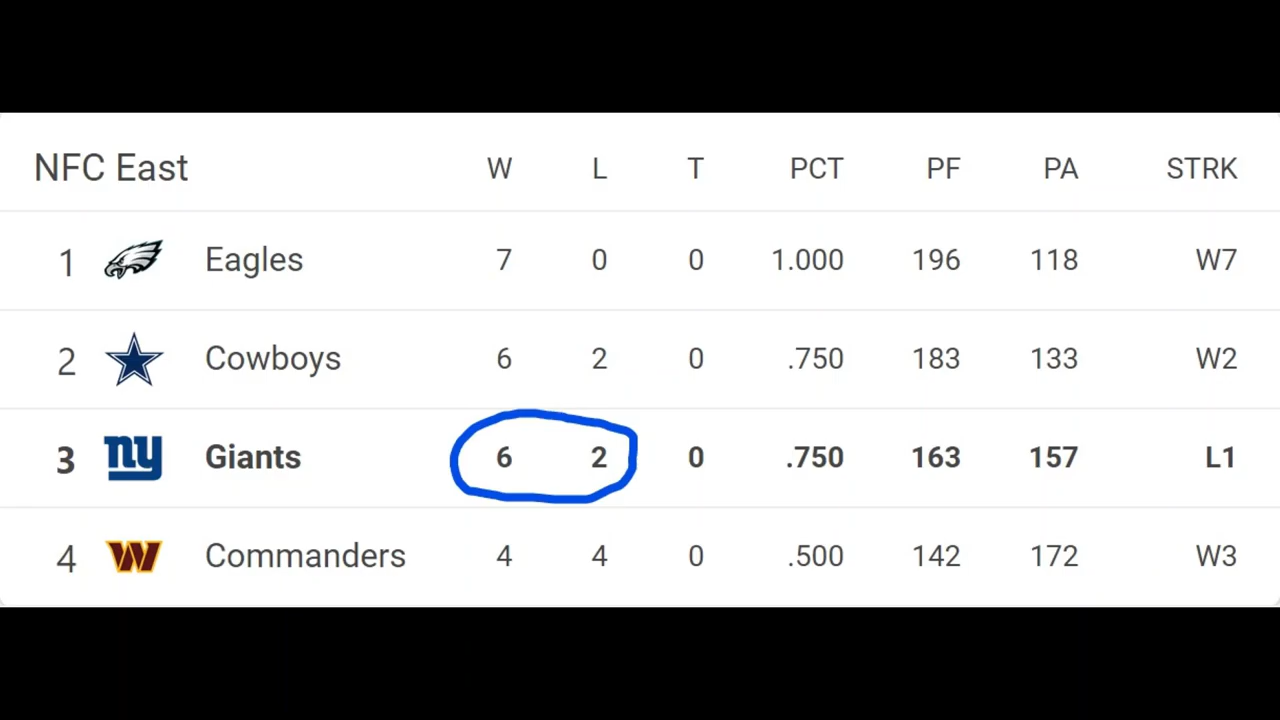 NFC East W L T PCT PF PA STRK
1 Eagles 7 0 0 1.000 196 118 W7
2 Cowboys 6 2 0 .750 183 133 W2
3 ny Giants 6 2 0 .750 163 157 L1
4 W Commanders 4 4 0 .500 142 172 W3